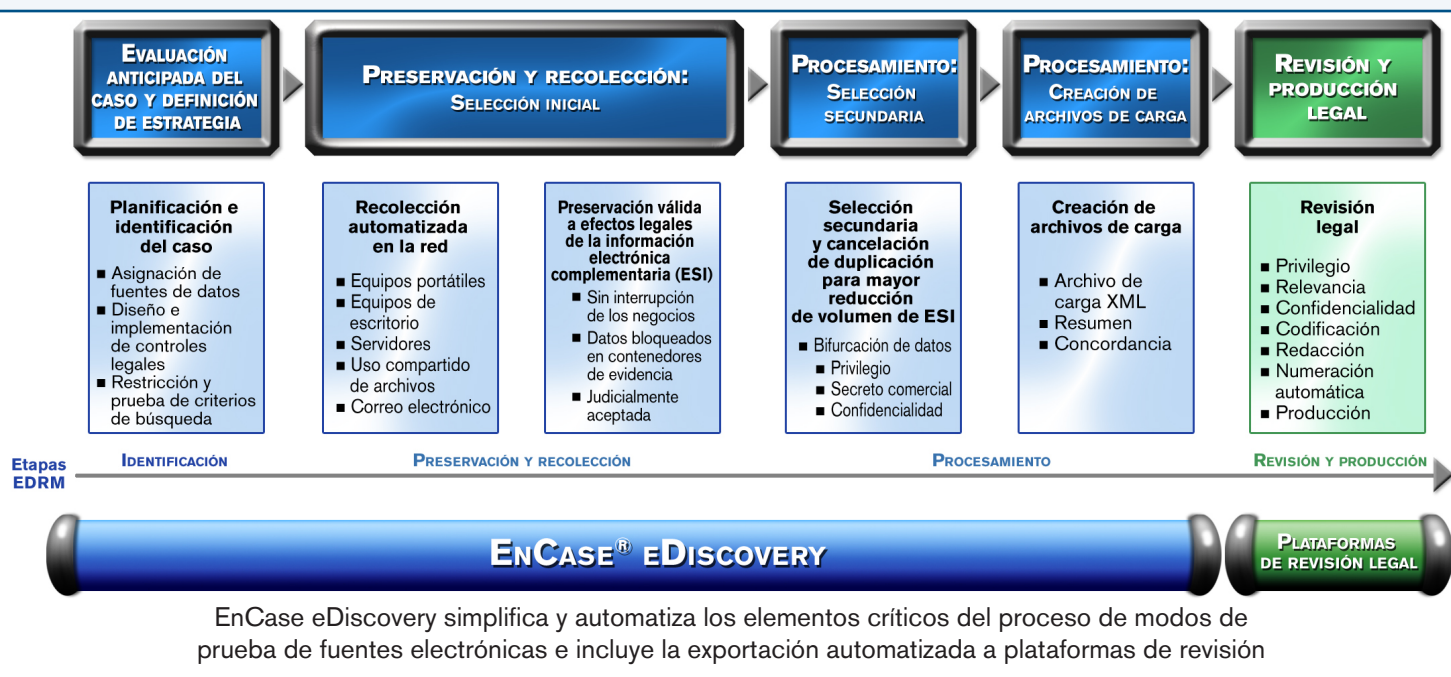 EVALUACIÓN
ANTICIPADA DEL
CASO Y DEFINICIÓN
DE ESTRATEGIA
PRESERVACIÓN Y RECOLECCIÓN:
SELECCIÓN INICIAL
PROCESAMIENTO:
SELECCIÓN
SECUNDARIA
PROCESAMIENTO:
CREACIÓN DE
ARCHIVOS DE CARGA
REVISIÓN Y
PRODUCCIÓN
LEGAL
Planificación e
identificación
del caso
■ Asignación de
fuentes de datos
■ Diseño e
implementación
de controles
legales
■ Restricción y
prueba de criterios
de búsqueda
Recolección
automatizada
en la red
■ Equipos portátiles
■ Equipos de
escritorio
■ Servidores
■ Uso compartido
de archivos
■ Correo electrónico
Preservación válida
a efectos legales
de la información
electrónica
complementaria (ESI)
■ Sin interrupción
de los negocios
■ Datos bloqueados
en contenedores
de evidencia
■ Judicialmente
aceptada
Selección
secundaria
y cancelación
de duplicación
para mayor
reducción
de volumen de ESI
■ Bifurcación de datos
■ Privilegio
■ Secreto comercial
■ Confidencialidad
Creación de
archivos de carga
■ Archivo de
carga XML
■ Resumen
■ Concordancia
Revisión
legal
■ Privilegio
■ Relevancia
■ Confidencialidad
■ Codificación
■ Redacción
■ Numeración
automática
■ Producción
Etapas
EDRM
IDENTIFICACIÓN
PRESERVACIÓN Y RECOLECCIÓN
PROCESAMIENTO
REVISIÓN Y PRODUCCIÓN
ENCASE® EDISCOVERY
PLATAFORMAS
DE REVISIÓN LEGAL
EnCase eDiscovery simplifica y automatiza los elementos críticos del proceso de modos de
prueba de fuentes electrónicas e incluye la exportación automatizada a plataformas de revisión